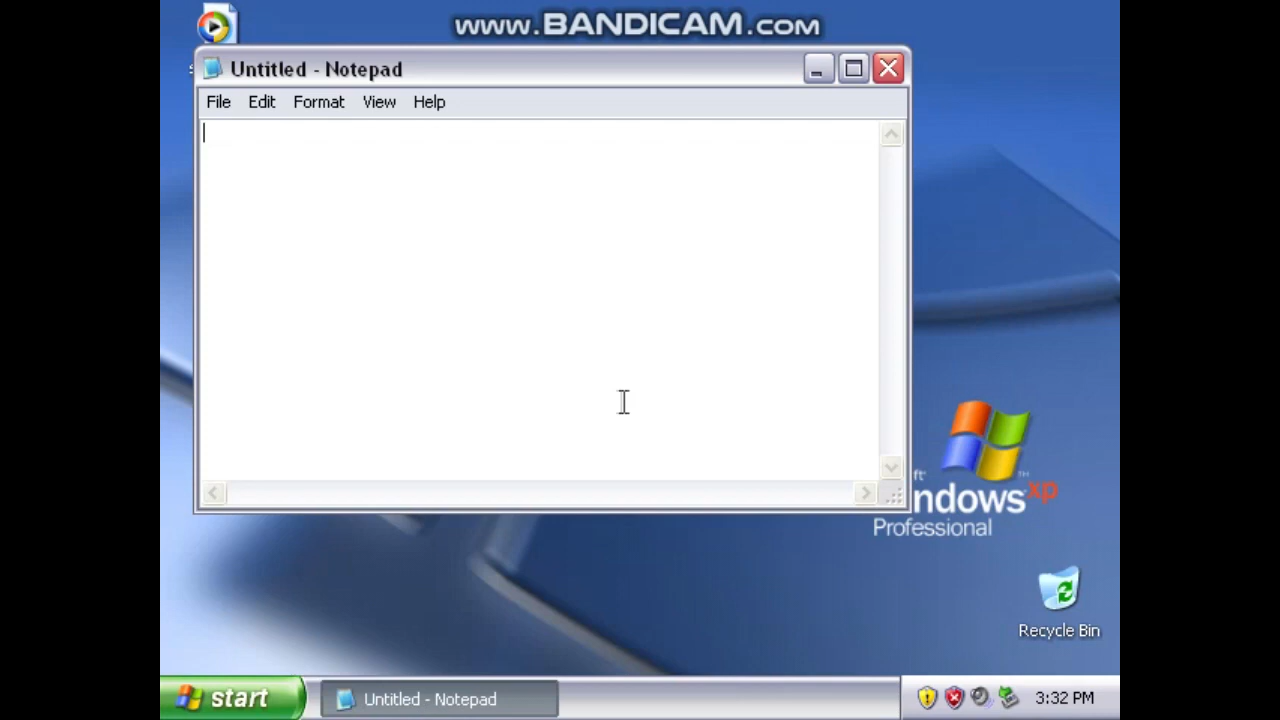 www.BANDICAM.com
Untitled - Notepad
File Edit Format View Help
ndows xp
Professional
Recycle Bin
start
Untitled - Notepad
3:32 PM